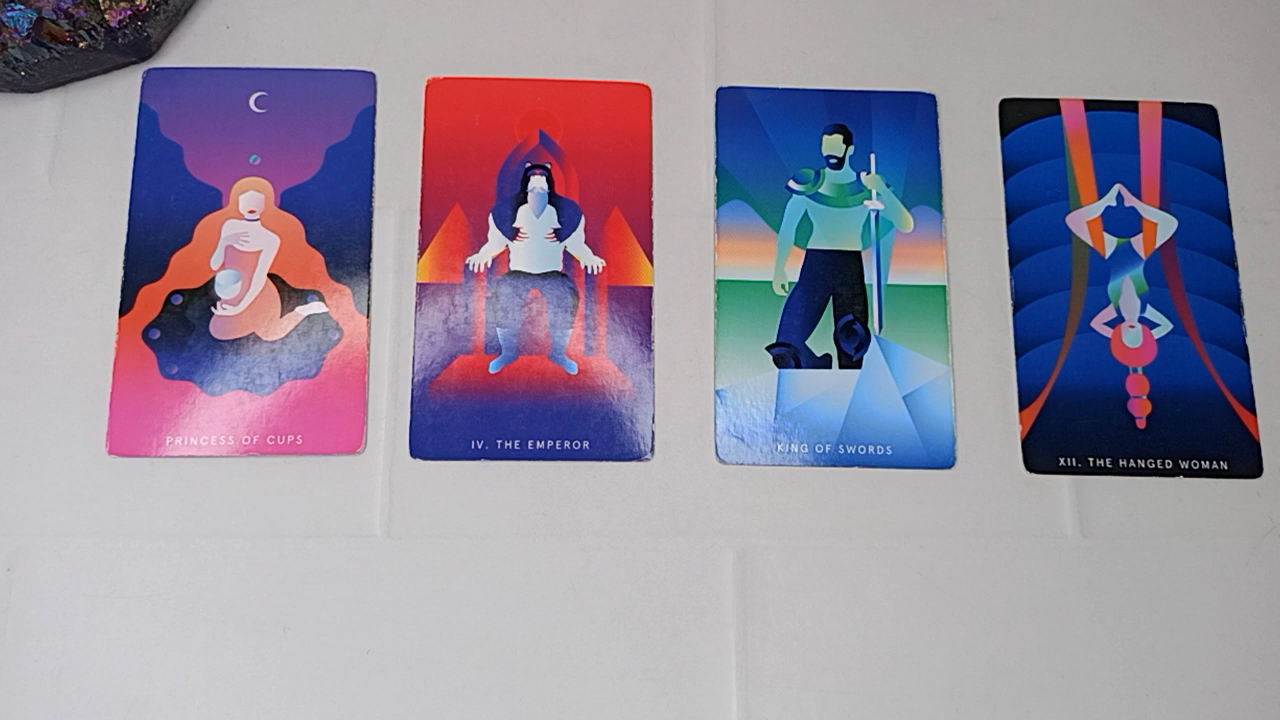 PRINCESS OF CUPS
IV. THE EMPEROR
KING OF SWORDS
XII. THE HANGED WOMAN